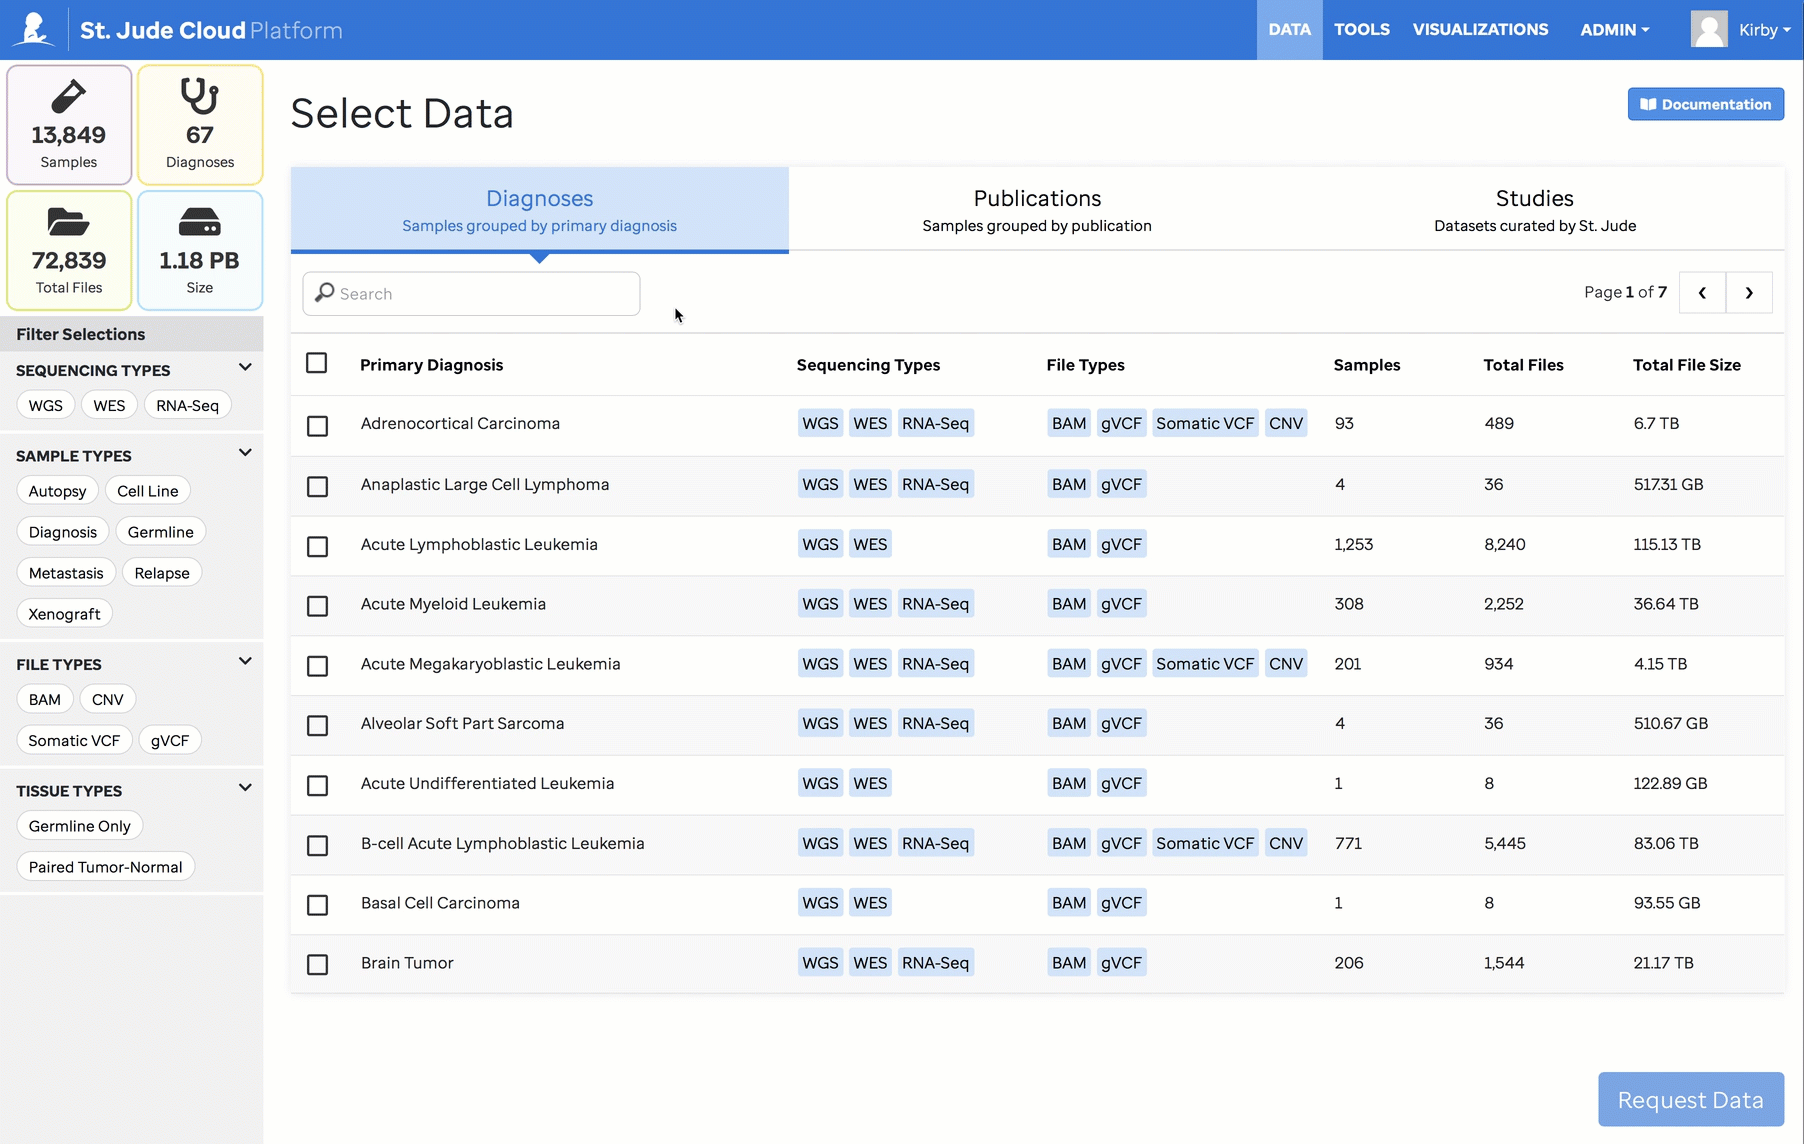 St. Jude Cloud Platform
DATA TOOLS VISUALIZATIONS ADMIN Kirby
13,849
Samples
67
Diagnoses
72,839
Total Files
1.18 PB
Size
Filter Selections
SEQUENCING TYPES
WGS WES RNA-Seq
SAMPLE TYPES
Autopsy Cell Line
Diagnosis Germline
Metastasis Relapse
Xenograft
FILE TYPES
BAM CNV
Somatic VCF gVCF
TISSUE TYPES
Germline Only
Paired Tumor-Normal
Select Data
Documentation
Diagnoses
Samples grouped by primary diagnosis
Publications
Samples grouped by publication
Studies
Datasets curated by St. Jude
Search
Page 1 of 7
Primary Diagnosis Sequencing Types File Types Samples Total Files Total File Size
Adrenocortical Carcinoma WGS WES RNA-Seq BAM gVCF Somatic VCF CNV 93 489 6.7 TB
Anaplastic Large Cell Lymphoma WGS WES RNA-Seq BAM gVCF 4 36 517.31 GB
Acute Lymphoblastic Leukemia WGS WES BAM gVCF 1,253 8,240 115.13 TB
Acute Myeloid Leukemia WGS WES RNA-Seq BAM gVCF 308 2,252 36.64 TB
Acute Megakaryoblastic Leukemia WGS WES RNA-Seq BAM gVCF Somatic VCF CNV 201 934 4.15 TB
Alveolar Soft Part Sarcoma WGS WES RNA-Seq BAM gVCF 4 36 510.67 GB
Acute Undifferentiated Leukemia WGS WES BAM gVCF 1 8 122.89 GB
B-cell Acute Lymphoblastic Leukemia WGS WES RNA-Seq BAM gVCF Somatic VCF CNV 771 5,445 83.06 TB
Basal Cell Carcinoma WGS WES BAM gVCF 1 8 93.55 GB
Brain Tumor WGS WES RNA-Seq BAM gVCF 206 1,544 21.17 TB
Request Data